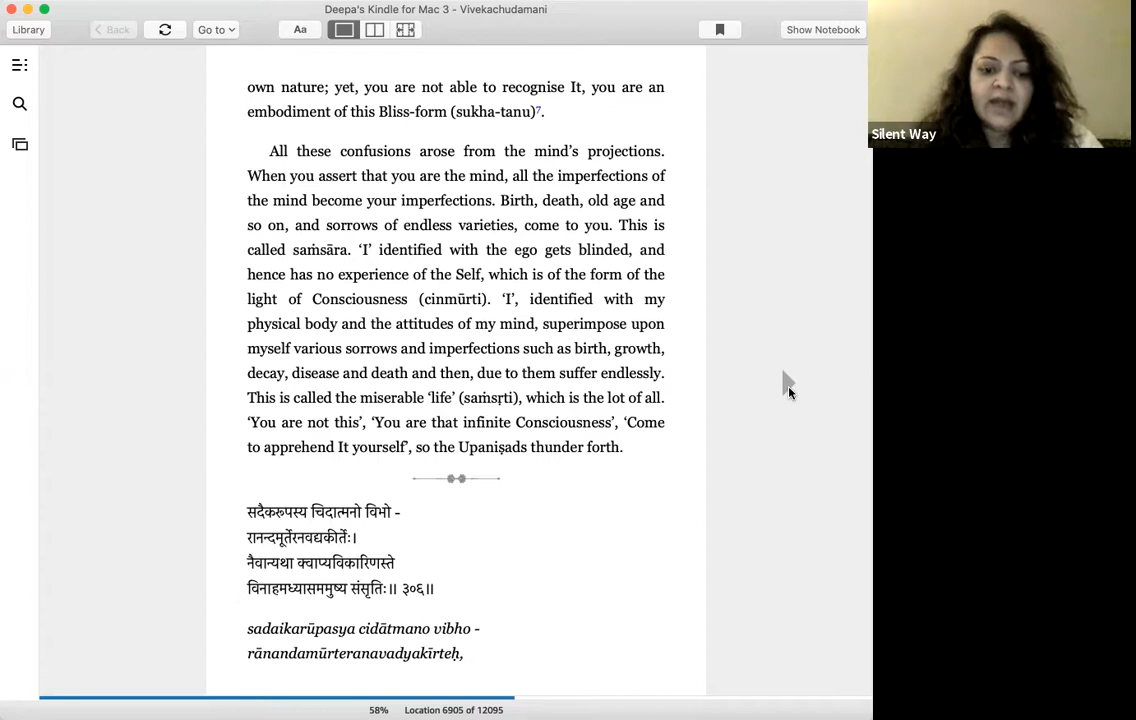 Deepa's Kindle for Mac 3 - Vivekachudamani
Library
Back
Go to
Aa
Show Notebook
own nature; yet, you are not able to recognise It, you are an
embodiment of this Bliss-form (sukha-tanu)7.
All these confusions arose from the mind's projections.
When you assert that you are the mind, all the imperfections of
the mind become your imperfections. Birth, death, old age and
so on, and sorrows of endless varieties, come to you. This is
called saṁsāra. 'I' identified with the ego gets blinded, and
hence has no experience of the Self, which is of the form of the
light of Consciousness (cinmūrti). 'I', identified with my
physical body and the attitudes of my mind, superimpose upon
myself various sorrows and imperfections such as birth, growth,
decay, disease and death and then, due to them suffer endlessly.
This is called the miserable 'life' (saṁsṛti), which is the lot of all.
'You are not this', 'You are that infinite Consciousness', 'Come
to apprehend It yourself', so the Upaniṣads thunder forth.
सदैकरूपस्य चिदात्मनो विभो -
रानन्दमूर्तेरनवद्यकीर्तेः।
नैवान्यथा क्वाप्यविकारिणस्ते
विनाहमध्यासममुष्य संसृतिः॥ ३०६॥
sadaikarūpasya cidātmano vibho -
rānandamūrteranavadyakīrteḥ,
58%
Location 6905 of 12095
Silent Way